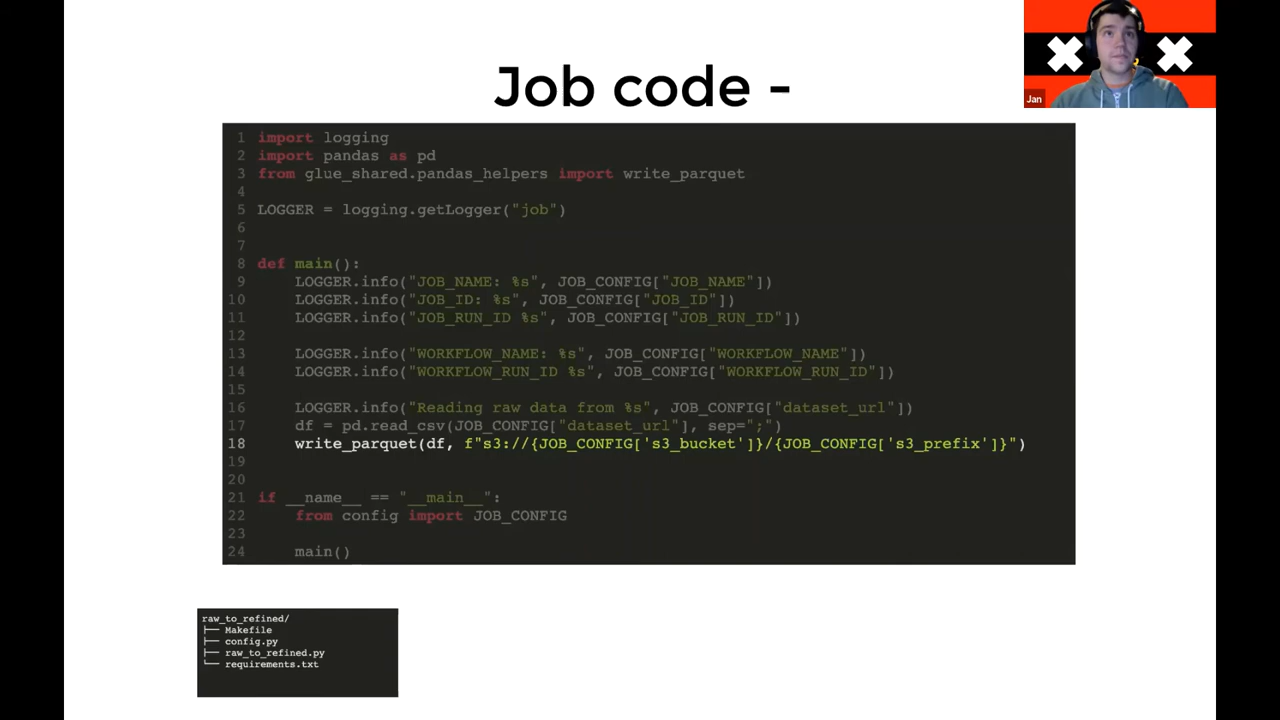 Job code -
Jan
1 import logging
2 import pandas as pd
3 from glue_shared.pandas_helpers import write_parquet
4
5 LOGGER = logging.getLogger("job")
6
7
8 def main():
9     LOGGER.info("JOB_NAME: %s", JOB_CONFIG["JOB_NAME"])
10     LOGGER.info("JOB_ID: %s", JOB_CONFIG["JOB_ID"])
11     LOGGER.info("JOB_RUN_ID %s", JOB_CONFIG["JOB_RUN_ID"])
12
13     LOGGER.info("WORKFLOW_NAME: %s", JOB_CONFIG["WORKFLOW_NAME"])
14     LOGGER.info("WORKFLOW_RUN_ID %s", JOB_CONFIG["WORKFLOW_RUN_ID"])
15
16     LOGGER.info("Reading raw data from %s", JOB_CONFIG["dataset_url"])
17     df = pd.read_csv(JOB_CONFIG["dataset_url"], sep=";")
18     write_parquet(df, f"s3://{JOB_CONFIG['s3_bucket']}/{JOB_CONFIG['s3_prefix']}")
19
20
21 if __name__ == "__main__":
22     from config import JOB_CONFIG
23
24     main()
raw_to_refined/
├── Makefile
├── config.py
├── raw_to_refined.py
└── requirements.txt